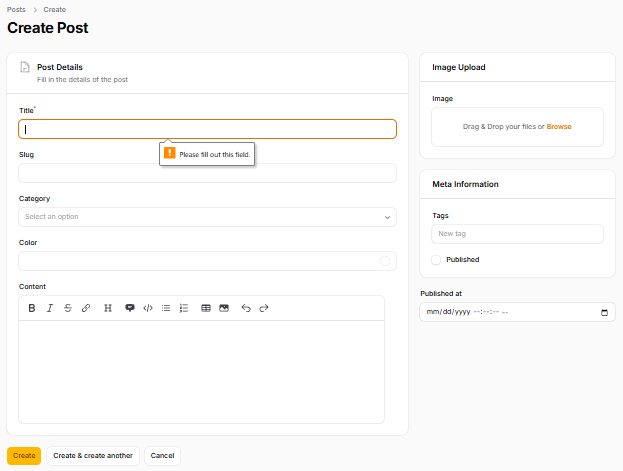 Posts > Create
Create Post
Post Details
Fill in the details of the post
Title*
! Please fill out this field.
Slug
Category
Select an option
Color
Content
B I S H </>
Create
Create & create another
Cancel
Image Upload
Image
Drag & Drop your files or Browse
Meta Information
Tags
New tag
Published
Published at
mm/dd/yyyy --:--:-- --